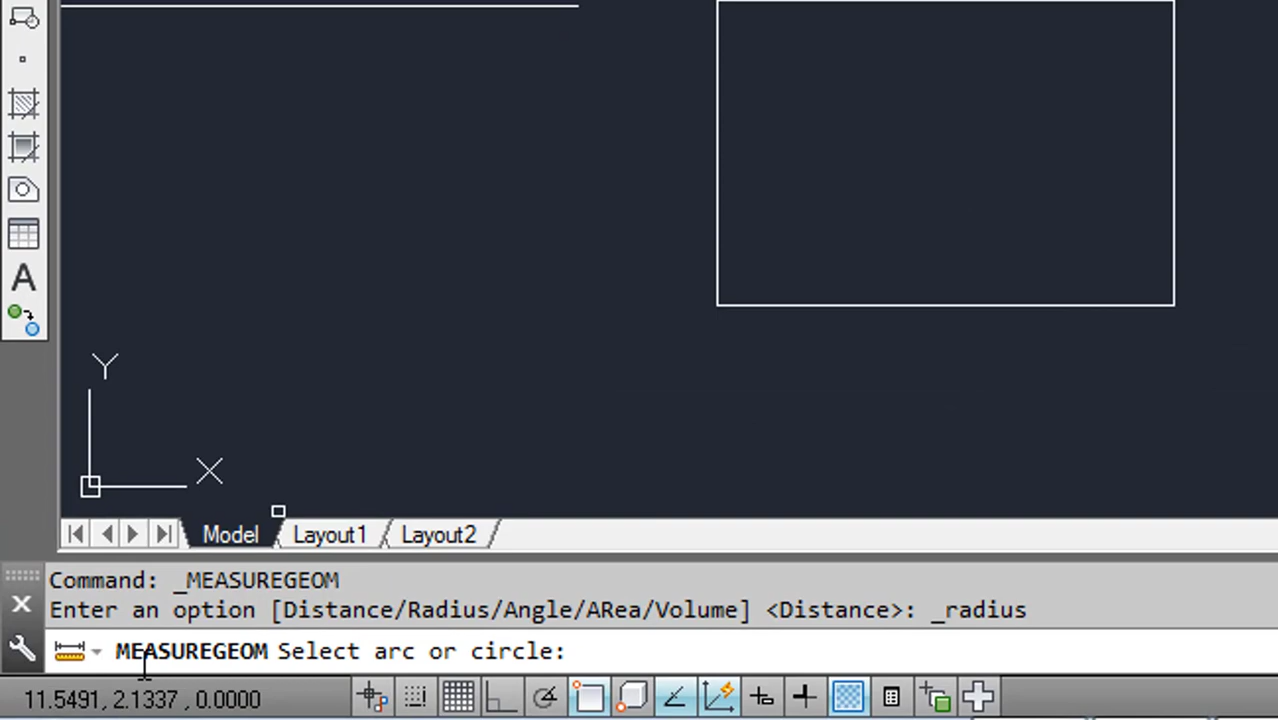 A
Y
X
Model Layout1 Layout2
Command: _MEASUREGEOM
Enter an option [Distance/Radius/Angle/ARea/Volume] <Distance>: _radius
MEASUREGEOM Select arc or circle:
11.5491, 2.1337 , 0.0000